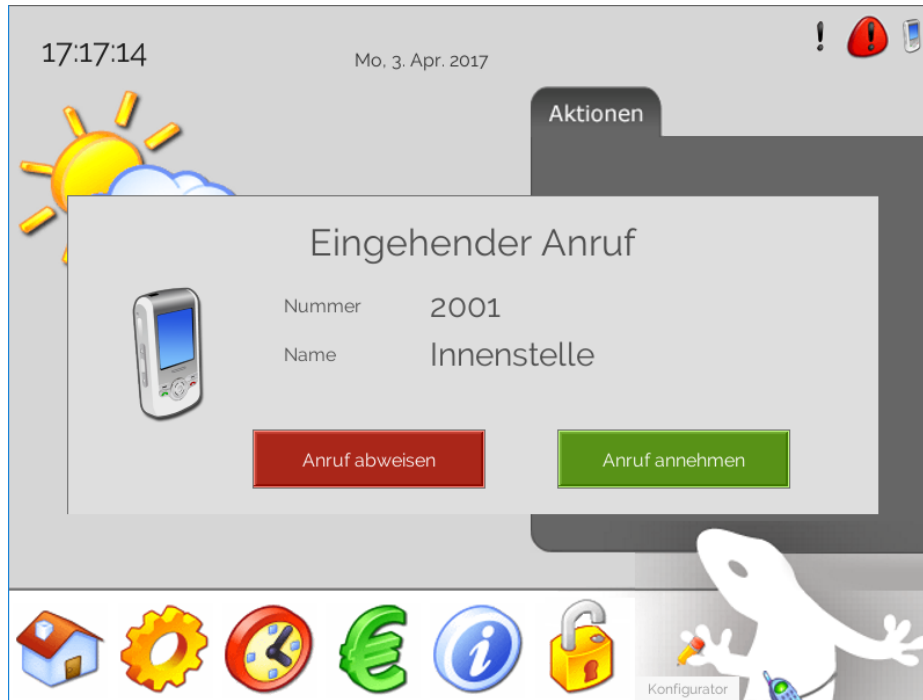 17:17:14
Mo, 3. Apr. 2017
Aktionen
Eingehender Anruf
Nummer 2001
Name Innenstelle
Anruf abweisen Anruf annehmen
Konfigurator